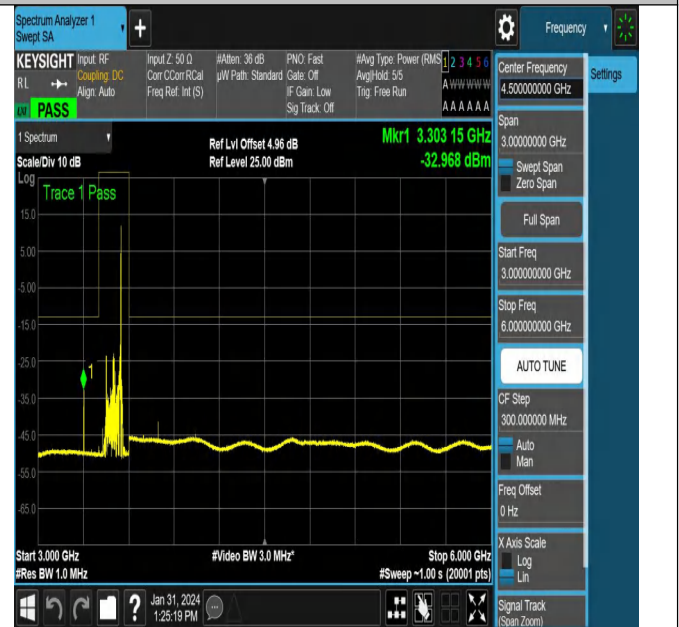 Spectrum Analyzer 1
Swept SA
+
Frequency
KEYSIGHT
Input: RF
Input Z: 50 Ω
#Atten: 36 dB
PNO: Fast
#Avg Type: Power (RMS
1 2 3 4 5 6
RL
Coupling: DC
Corr CCorr RCal
µW Path: Standard
Gate: Off
Avg|Hold: 5/5
Align: Auto
Freq Ref: Int (S)
IF Gain: Low
Trig: Free Run
Sig Track: Off
A W W W W W
A A A A A A
LXI
PASS
1 Spectrum
Ref Lvl Offset 4.96 dB
Mkr1 3.303 15 GHz
Scale/Div 10 dB
Ref Level 25.00 dBm
-32.968 dBm
Log
Trace 1 Pass
15.0
5.00
-5.00
-15.0
-25.0
1
-35.0
-45.0
-55.0
-65.0
Start 3.000 GHz
#Video BW 3.0 MHz*
Stop 6.000 GHz
#Res BW 1.0 MHz
#Sweep ~1.00 s (20001 pts)
?
Jan 31, 2024
1:25:19 PM
Center Frequency
4.500000000 GHz
Settings
Span
3.00000000 GHz
Swept Span
Zero Span
Full Span
Start Freq
3.000000000 GHz
Stop Freq
6.000000000 GHz
AUTO TUNE
CF Step
300.000000 MHz
Auto
Man
Freq Offset
0 Hz
X Axis Scale
Log
Lin
Signal Track
(Span Zoom)